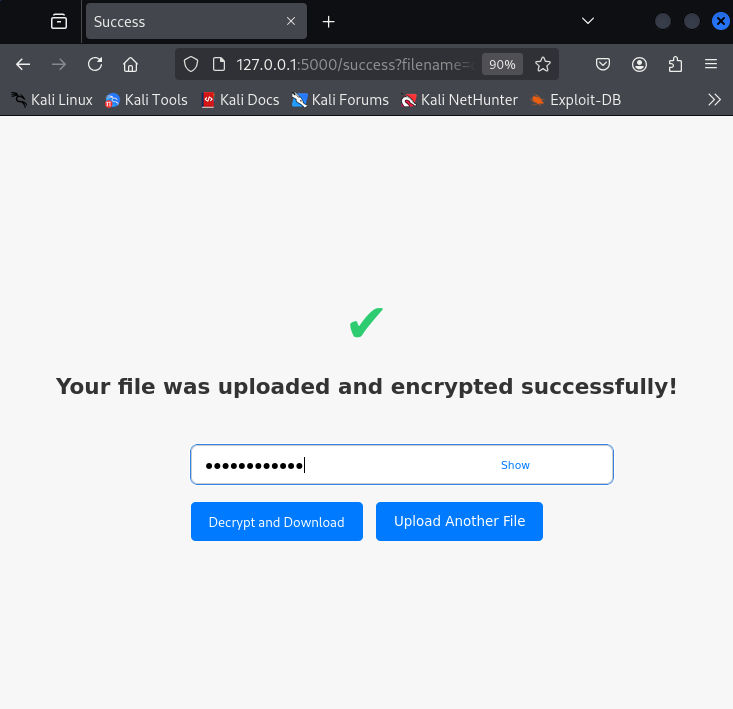 Success
127.0.0.1:5000/success?filename=
90%
Kali Linux Kali Tools Kali Docs Kali Forums Kali NetHunter Exploit-DB
✔
Your file was uploaded and encrypted successfully!
●●●●●●●●●●●● Show
Decrypt and Download Upload Another File